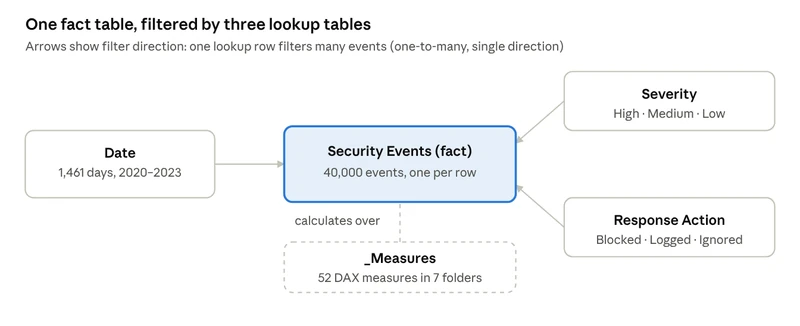 One fact table, filtered by three lookup tables
Arrows show filter direction: one lookup row filters many events (one-to-many, single direction)
Severity
High · Medium · Low
Date
1,461 days, 2020–2023
Security Events (fact)
40,000 events, one per row
calculates over
Response Action
Blocked · Logged · Ignored
_Measures
52 DAX measures in 7 folders